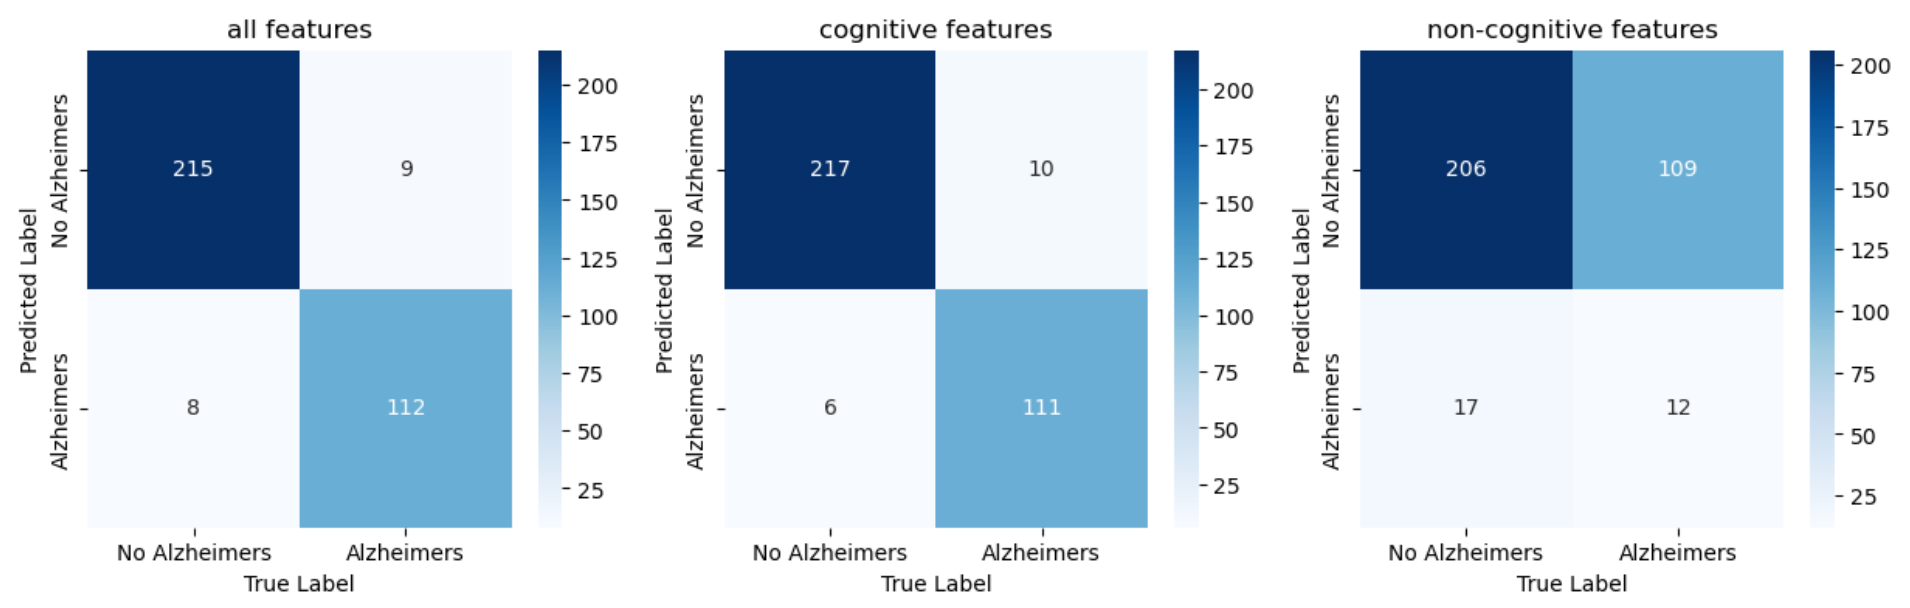 all features
Predicted Label
No Alzheimers
Alzheimers
215
9
8
112
No Alzheimers
Alzheimers
True Label
200
175
150
125
100
75
50
25
cognitive features
Predicted Label
No Alzheimers
Alzheimers
217
10
6
111
No Alzheimers
Alzheimers
True Label
200
175
150
125
100
75
50
25
non-cognitive features
Predicted Label
No Alzheimers
Alzheimers
206
109
17
12
No Alzheimers
Alzheimers
True Label
200
175
150
125
100
75
50
25